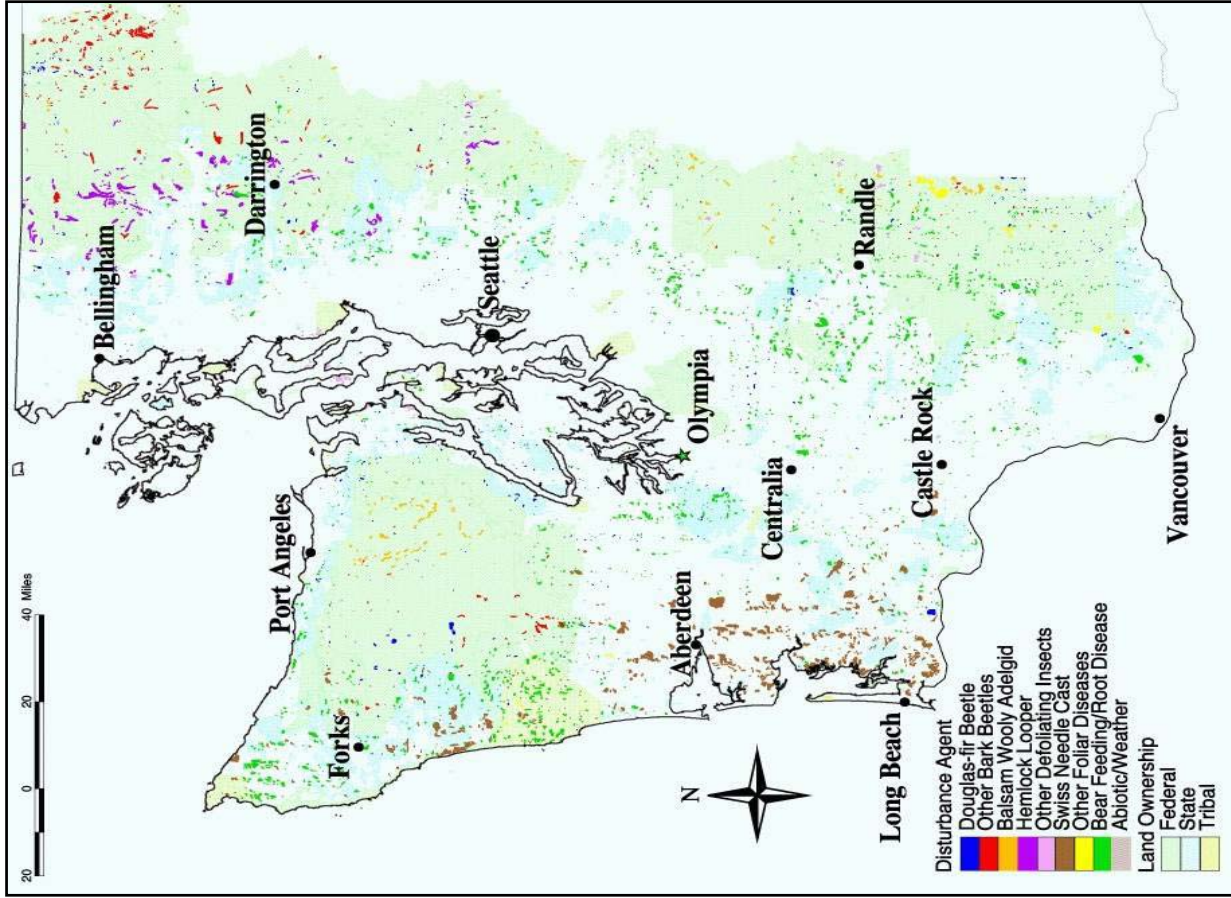 Bellingham
Darrington
Seattle
Port Angeles
Forks
Olympia
Randle
Aberdeen
Centralia
Castle Rock
Long Beach
Vancouver
N
20 0 20 40 Miles
Disturbance Agent
Douglas-fir Beetle
Other Bark Beetles
Balsam Wooly Adelgid
Hemlock Looper
Other Defoliating Insects
Swiss Needle Cast
Other Foliar Diseases
Bear Feeding/Root Disease
Abiotic/Weather
Land Ownership
Federal
State
Tribal